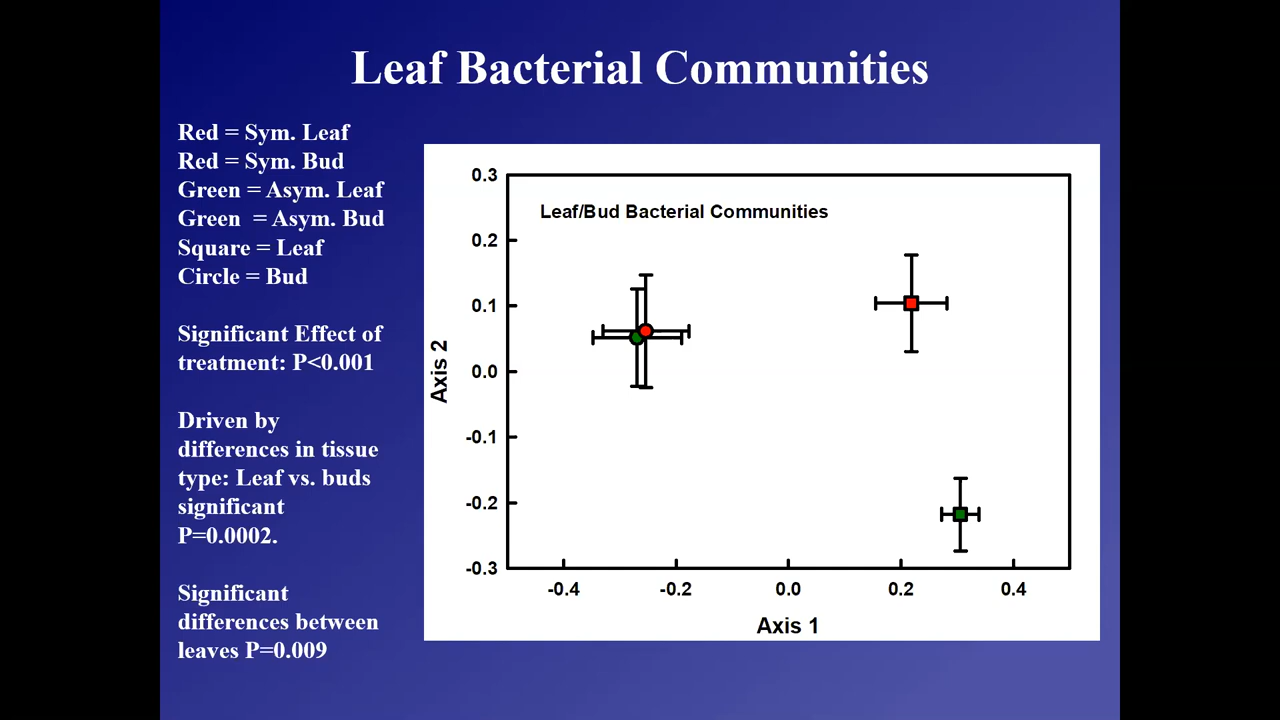 Leaf Bacterial Communities
Red = Sym. Leaf
Red = Sym. Bud
Green = Asym. Leaf
Green  = Asym. Bud
Square = Leaf
Circle = Bud
Significant Effect of
treatment: P<0.001
Driven by
differences in tissue
type: Leaf vs. buds
significant
P=0.0002.
Significant
differences between
leaves P=0.009
Leaf/Bud Bacterial Communities
0.3
0.2
0.1
0.0
-0.1
-0.2
-0.3
Axis 2
-0.4 -0.2 0.0 0.2 0.4
Axis 1